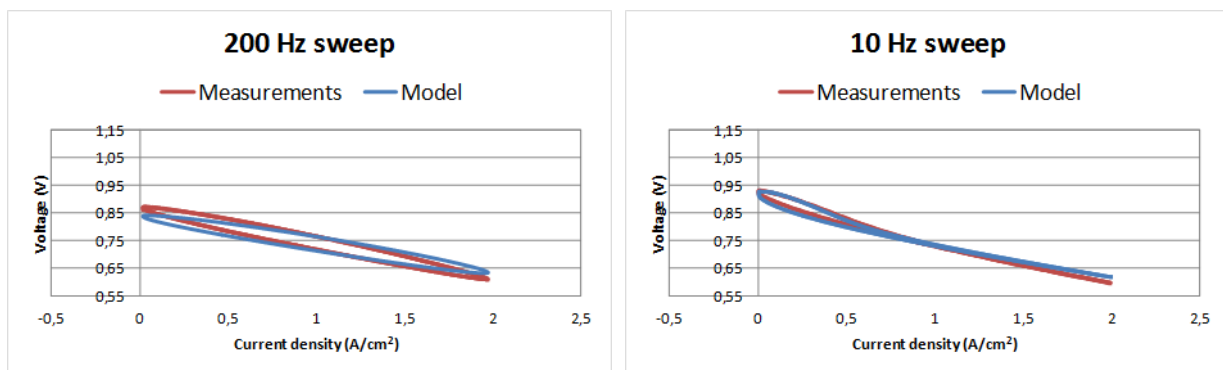 200 Hz sweep
Measurements Model
1,15
1,05
0,95
0,85
0,75
0,65
0,55
Voltage (V)
-0,5 0 0,5 1 1,5 2 2,5
Current density (A/cm²)
10 Hz sweep
Measurements Model
1,15
1,05
0,95
0,85
0,75
0,65
0,55
Voltage (V)
-0,5 0 0,5 1 1,5 2 2,5
Current density (A/cm²)